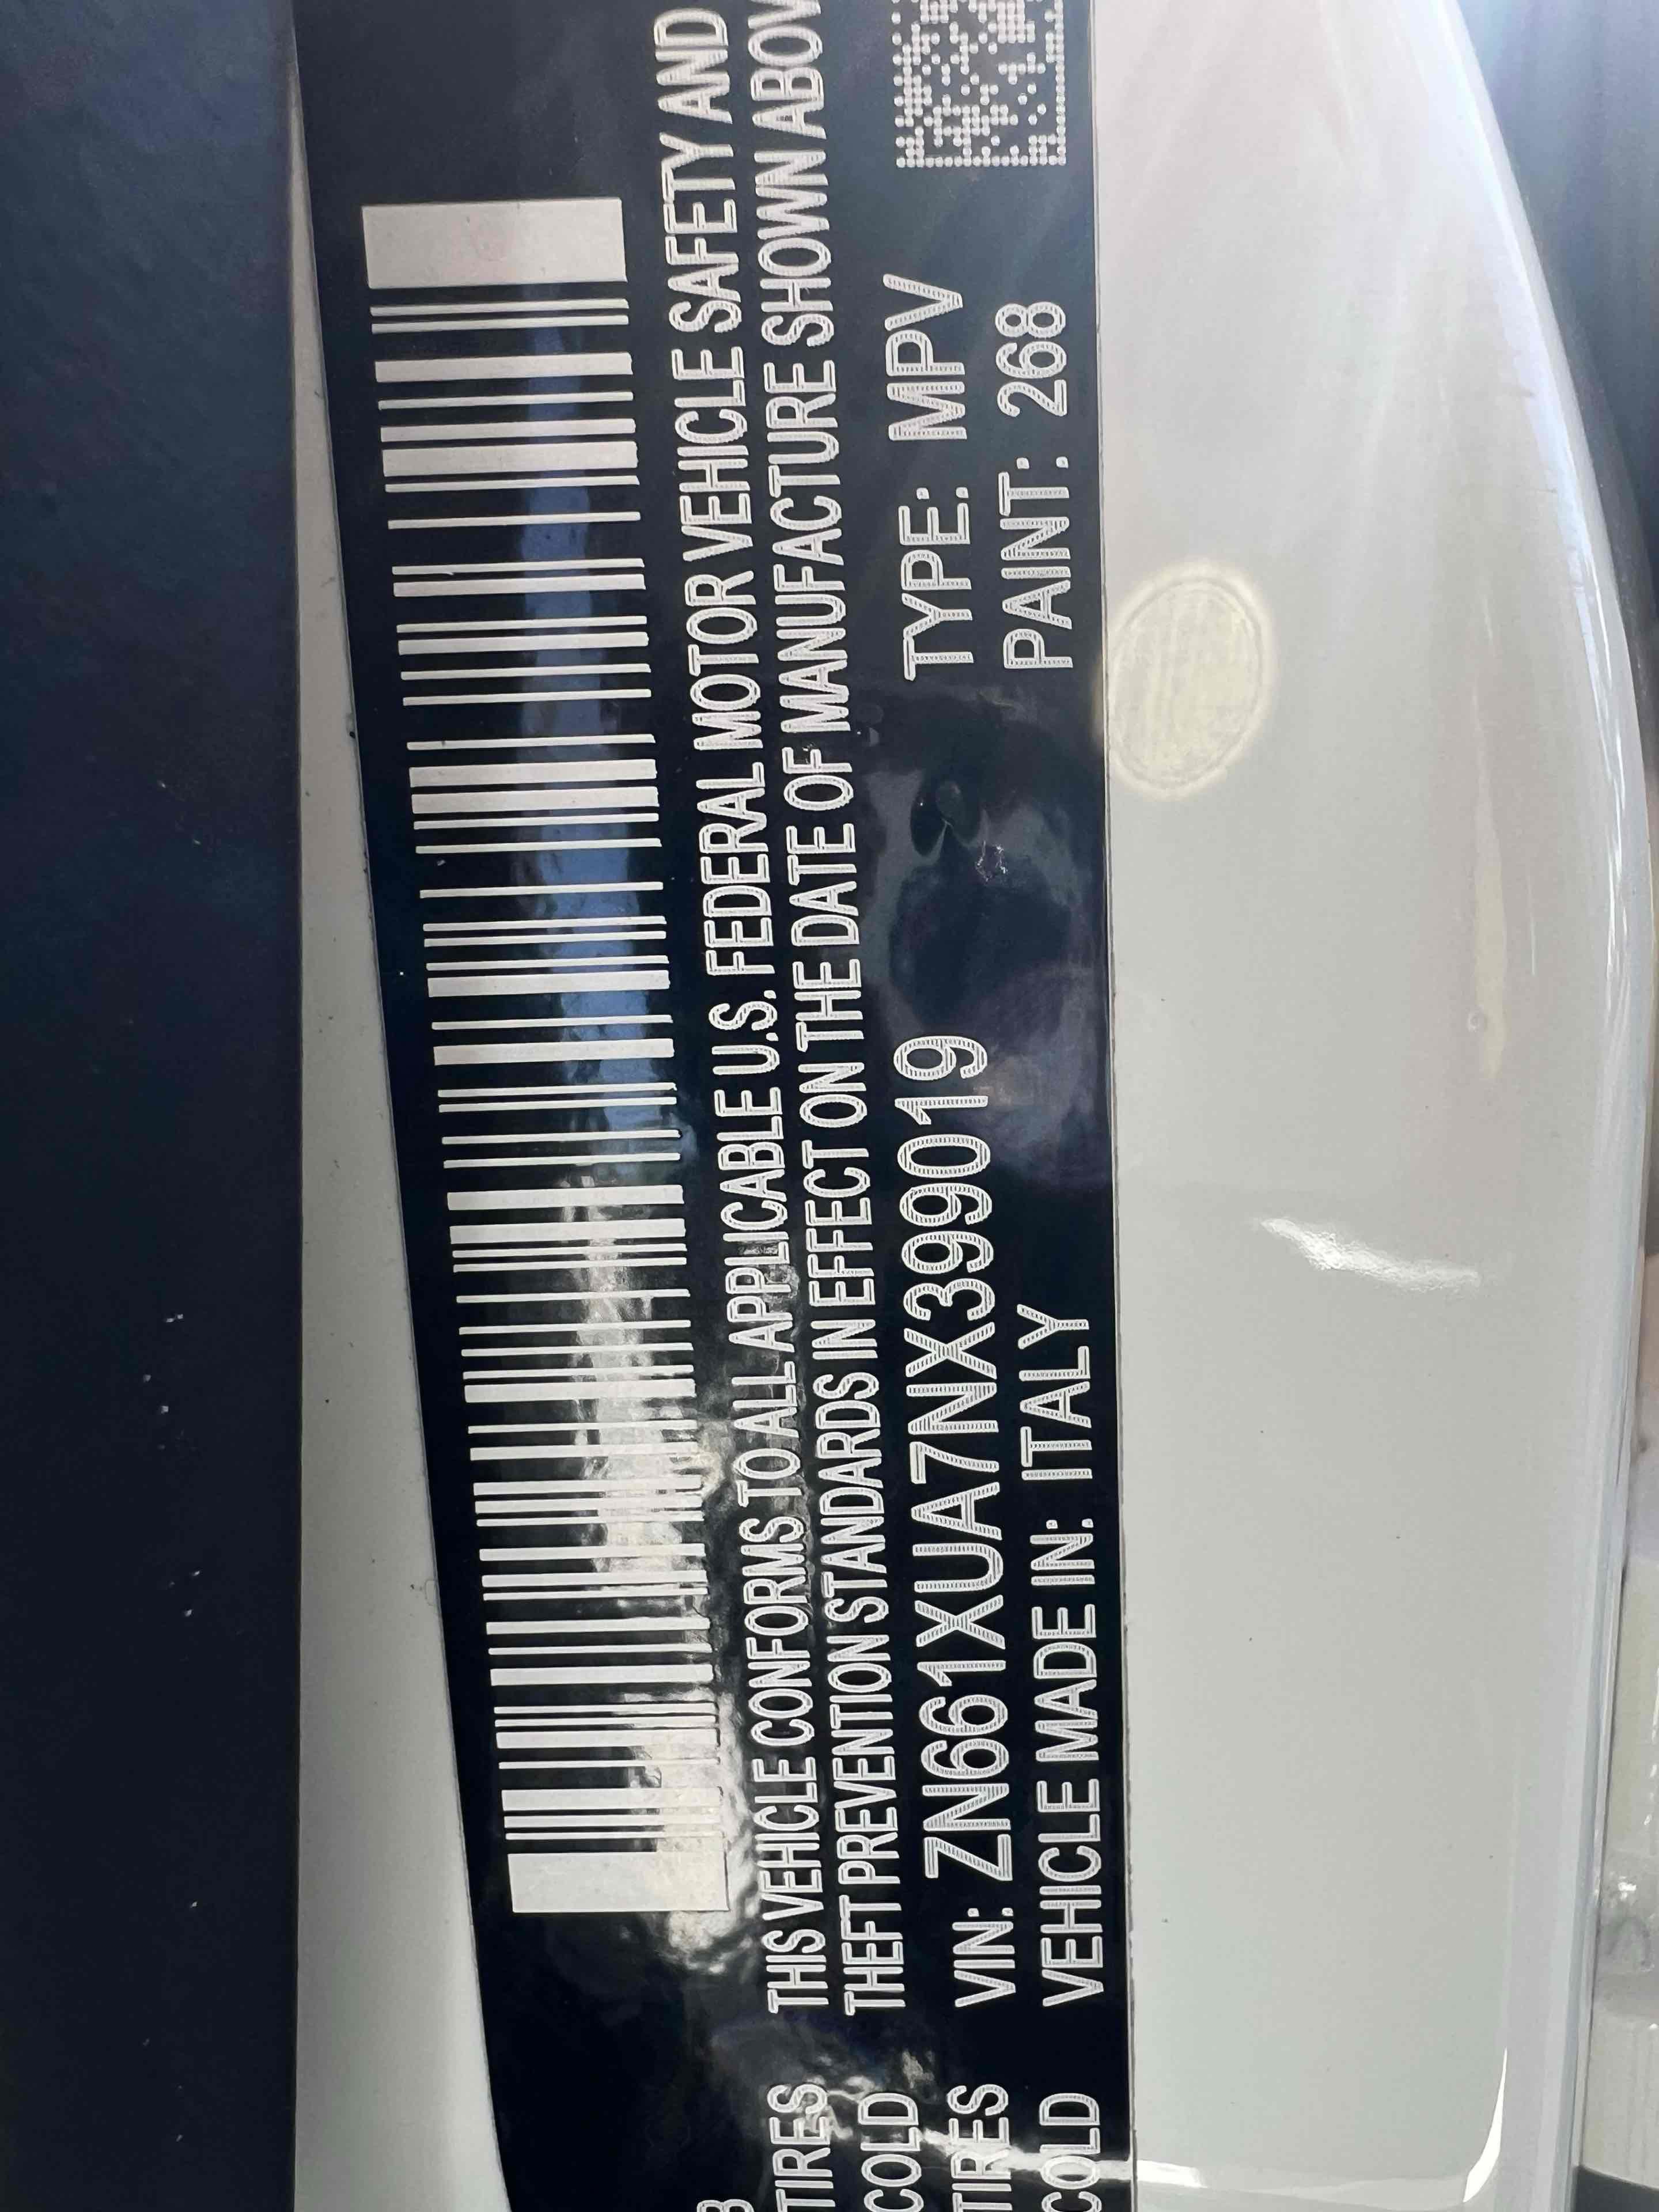 THIS VEHICLE CONFORMS TO ALL APPLICABLE U.S. FEDERAL MOTOR VEHICLE SAFETY AND
THEFT PREVENTION STANDARDS IN EFFECT ON THE DATE OF MANUFACTURE SHOWN ABOV
VIN: ZN661XUA7NX399019 TYPE: MPV
VEHICLE MADE IN: ITALY PAINT: 268
TIRES
COLD
TIRES
COLD